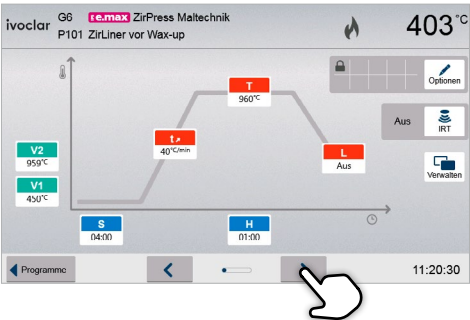 ivoclar
G6 IPS e.max ZirPress Maltechnik
P101 ZirLiner vor Wax-up
403°C
T
960°C
Optionen
t↗
40°C/min
Aus
IRT
V2
959°C
L
Aus
Verwalten
V1
450°C
S
04:00
H
01:00
Programme
11:20:30